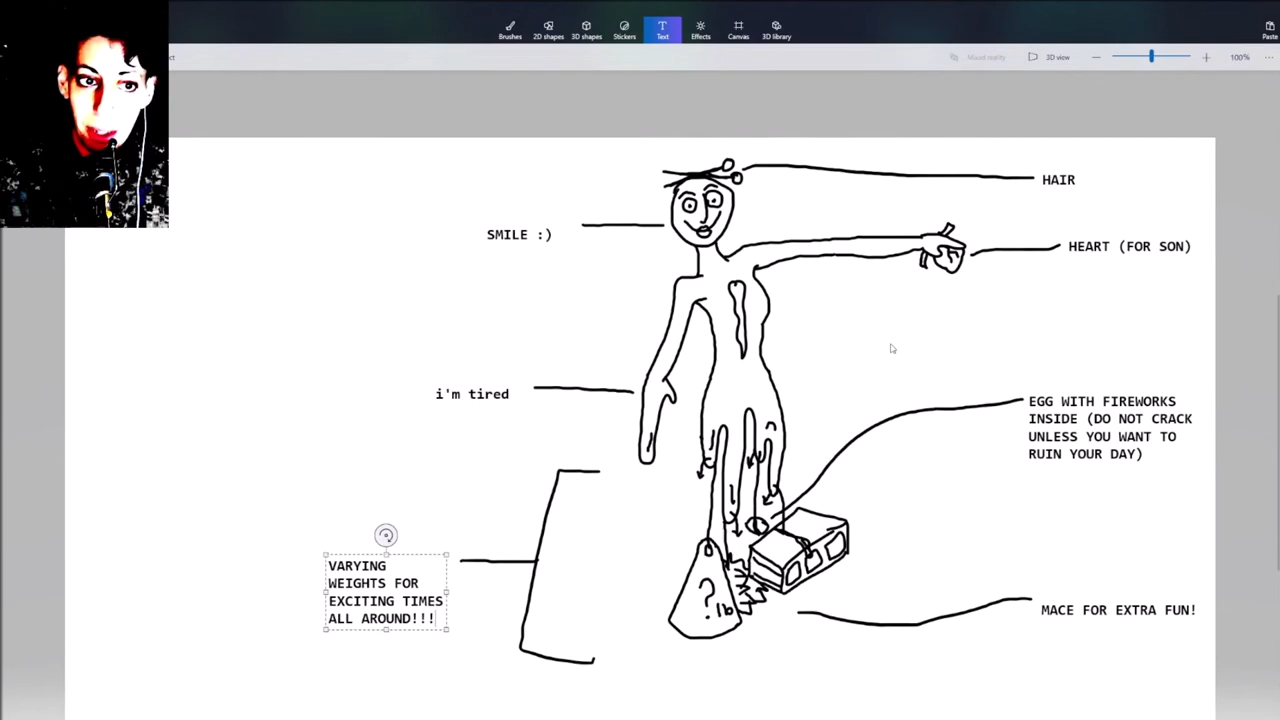 Brushes
2D shapes
3D shapes
Stickers
Text
Effects
Canvas
3D library
Paste
Mixed reality
3D view
100%
HAIR
SMILE :)
HEART (FOR SON)
i'm tired
EGG WITH FIREWORKS
INSIDE (DO NOT CRACK
UNLESS YOU WANT TO
RUIN YOUR DAY)
VARYING
WEIGHTS FOR
EXCITING TIMES
ALL AROUND!!!
?
.lb
MACE FOR EXTRA FUN!